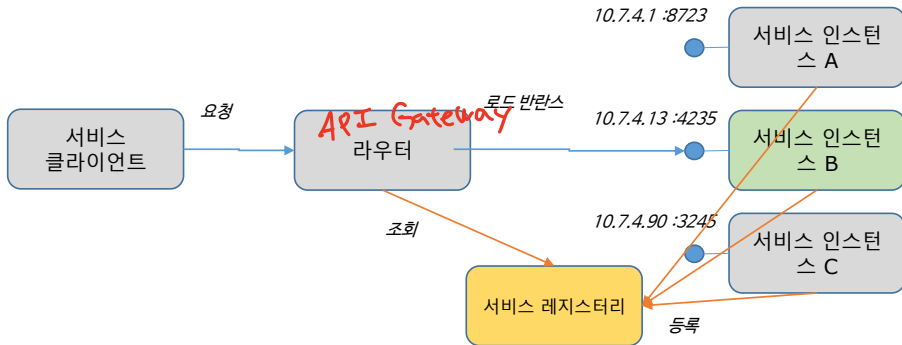 10.7.4.1 :8723
서비스 인스턴
스 A
요청
로드 반란스
API Gateway
10.7.4.13 :4235
서비스
클라이언트
라우터
서비스 인스턴
스 B
조회
10.7.4.90 :3245
서비스 인스턴
스 C
서비스 레지스터리
등록